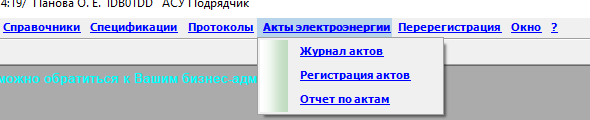 4:19/ Панова О. Е. IDB01DD АСУ Подрядчик
Справочники Спецификации Протоколы Акты электроэнергии Перерегистрация Окно ?
Журнал актов
Регистрация актов
Отчет по актам
можно обратиться к Вашим бизнес-адм